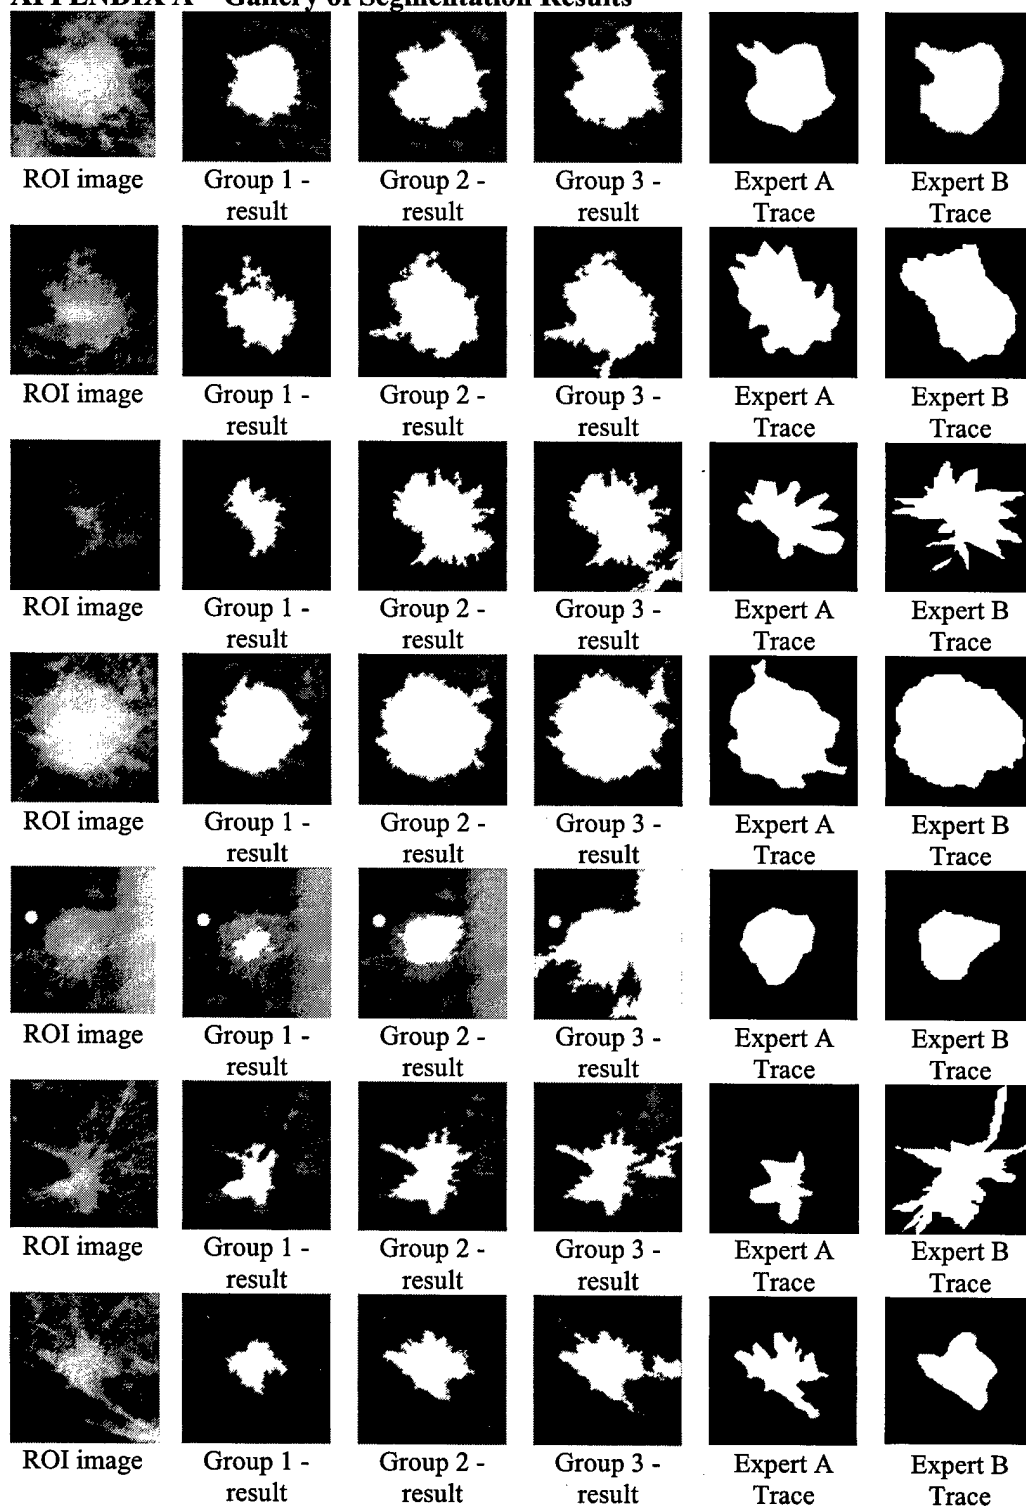 APPENDIX A – Gallery of Segmentation Results
ROI image Group 1 - Group 2 - Group 3 - Expert A Expert B
result result result Trace Trace
ROI image Group 1 - Group 2 - Group 3 - Expert A Expert B
result result result Trace Trace
ROI image Group 1 - Group 2 - Group 3 - Expert A Expert B
result result result Trace Trace
ROI image Group 1 - Group 2 - Group 3 - Expert A Expert B
result result result Trace Trace
ROI image Group 1 - Group 2 - Group 3 - Expert A Expert B
result result result Trace Trace
ROI image Group 1 - Group 2 - Group 3 - Expert A Expert B
result result result Trace Trace
ROI image Group 1 - Group 2 - Group 3 - Expert A Expert B
result result result Trace Trace